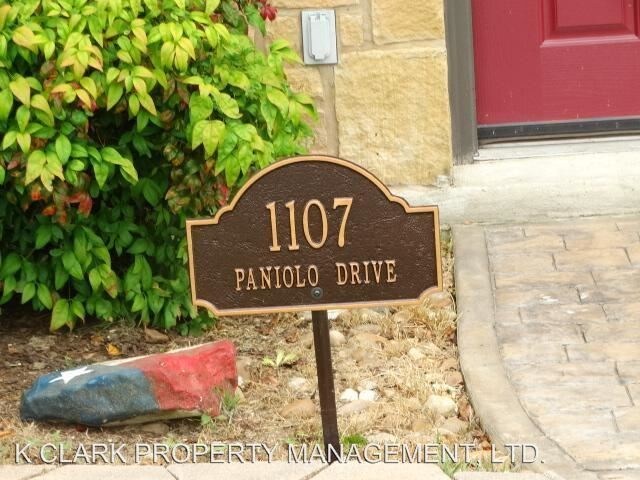 1107
PANIOLO DRIVE
K.CLARK PROPERTY MANAGEMENT, LTD.